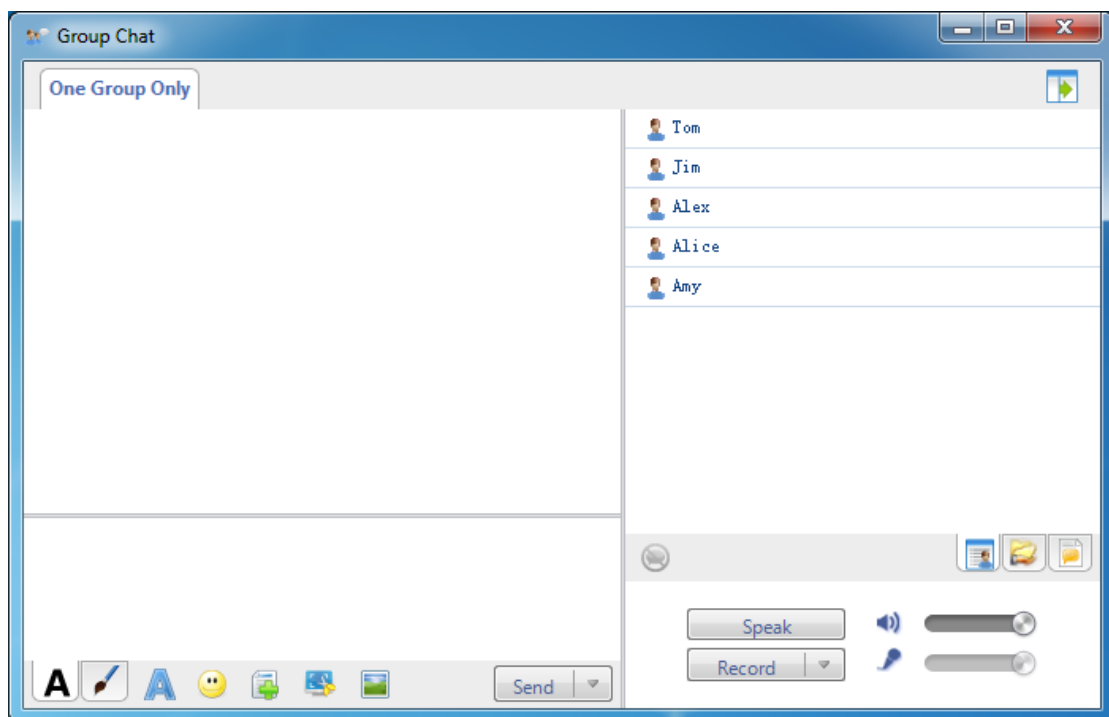 Group Chat
One Group Only
Tom
Jim
Alex
Alice
Amy
Speak
Record
A A
Send